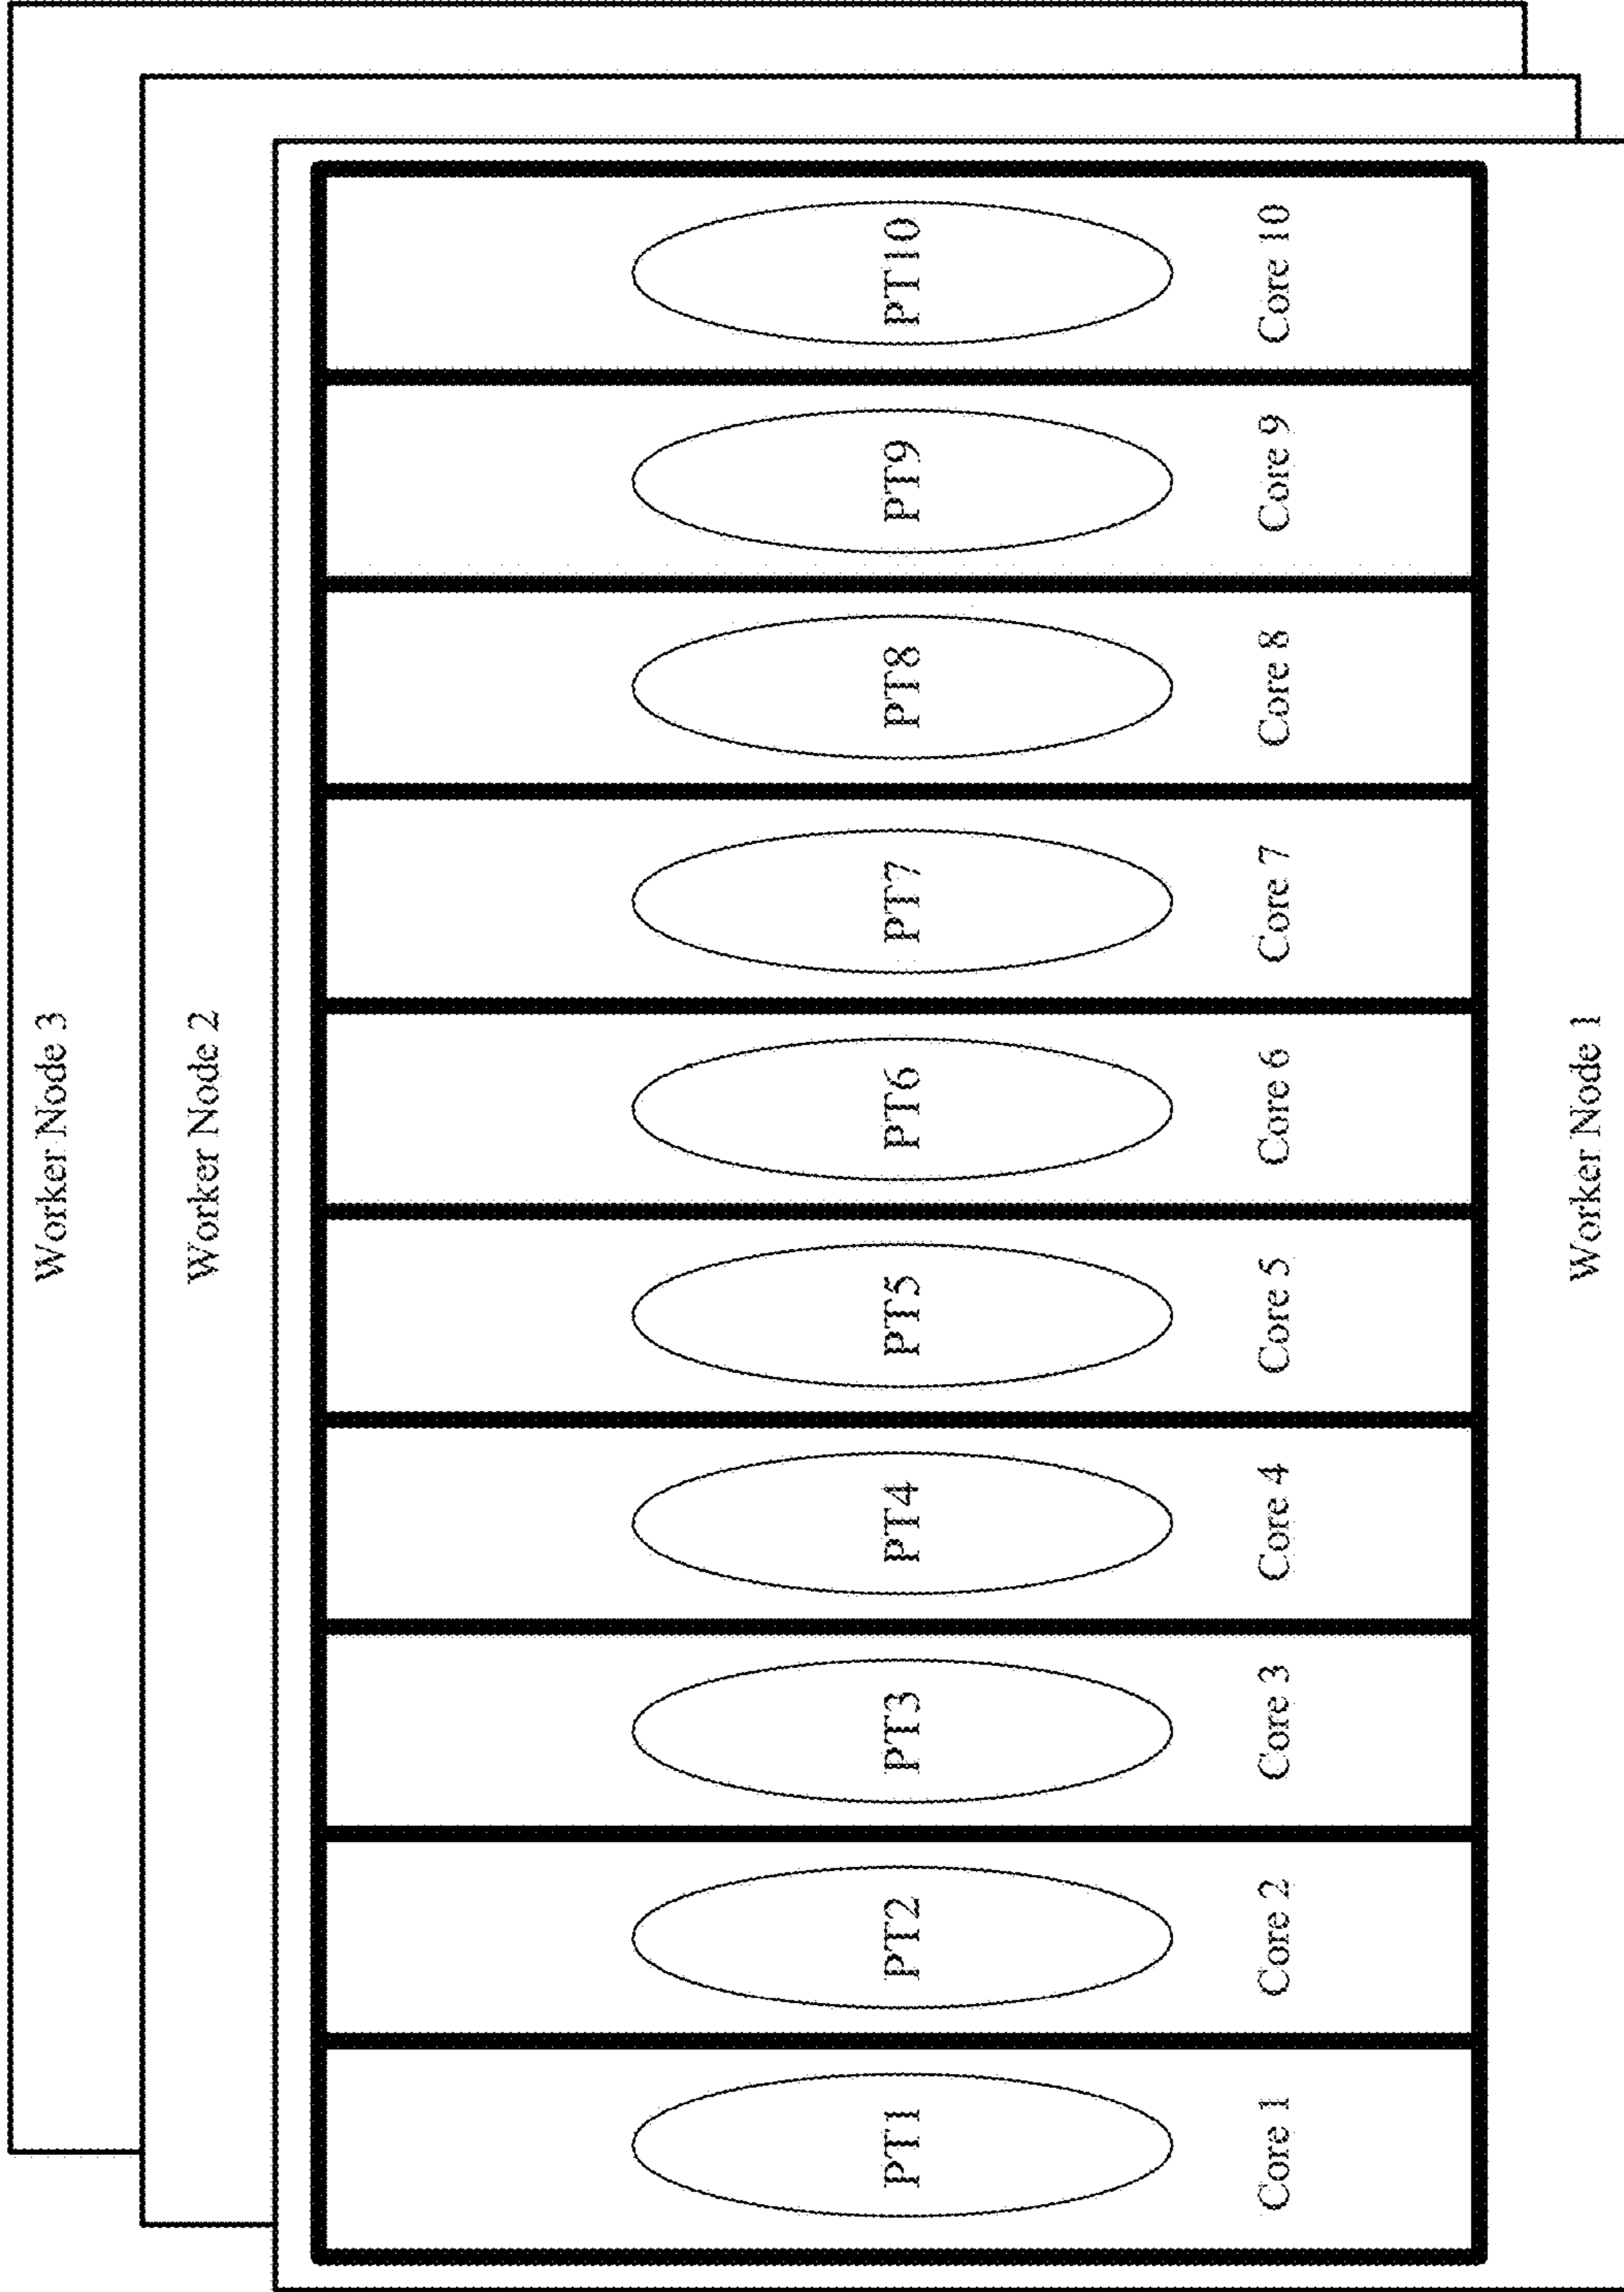 Worker Node 3
Worker Node 2
PT1 PT2 PT3 PT4 PT5 PT6 PT7 PT8 PT9 PT10
Core 1 Core 2 Core 3 Core 4 Core 5 Core 6 Core 7 Core 8 Core 9 Core 10
Worker Node 1